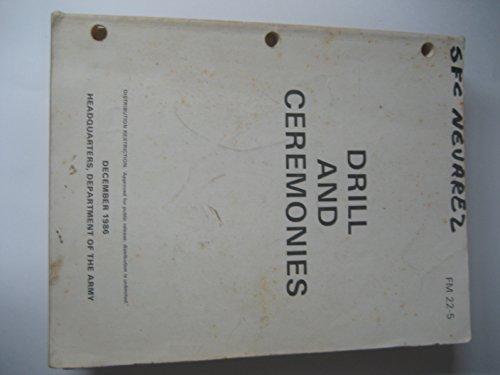 SFC NEVAREZ
FM 22-5
DRILL
AND
CEREMONIES
DISTRIBUTION RESTRICTION: "Approved for public release; distribution is unlimited."
DECEMBER 1986
HEADQUARTERS, DEPARTMENT OF THE ARMY